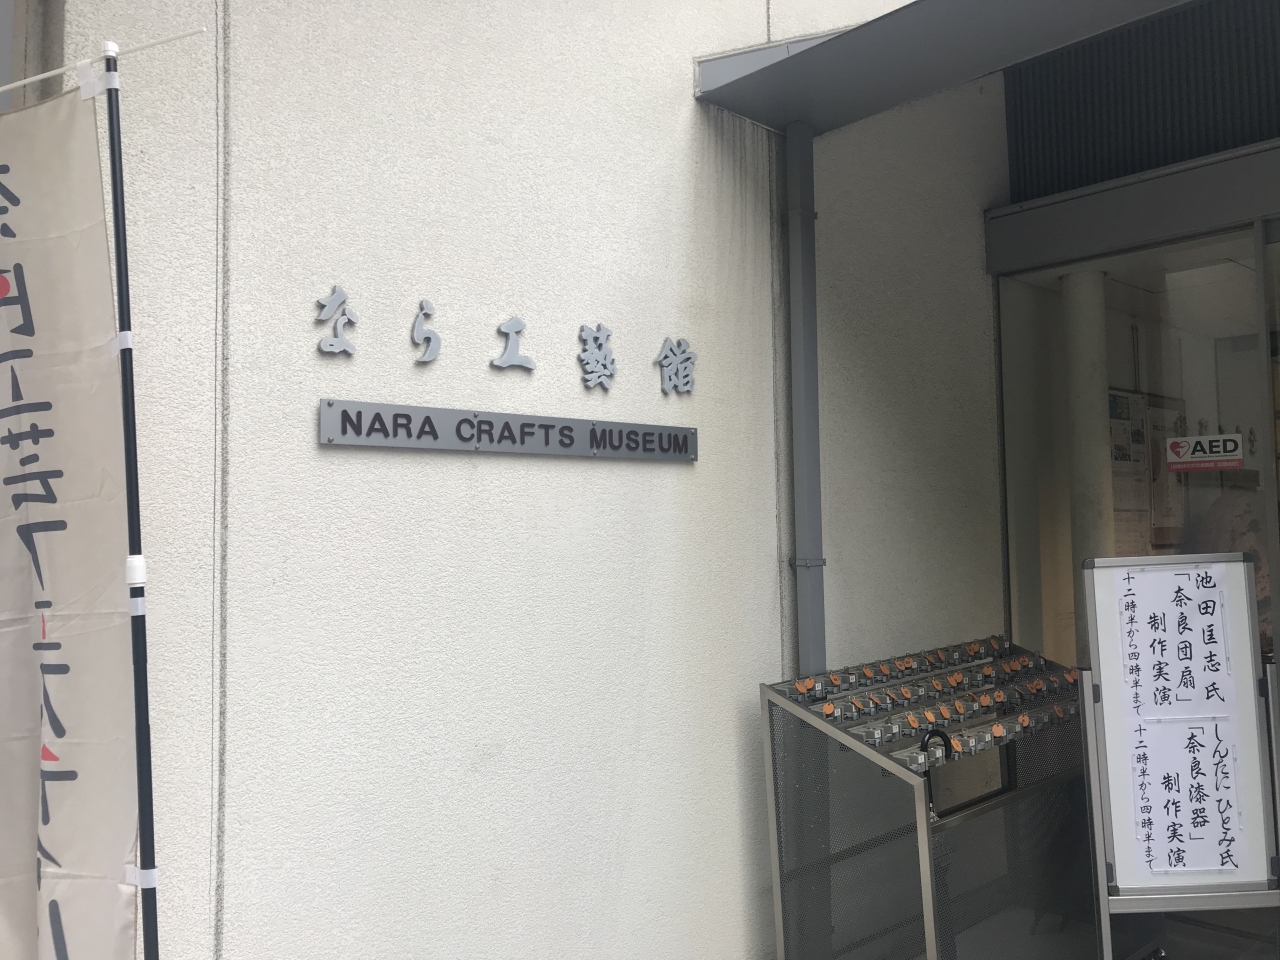 なら工藝館
NARA CRAFTS MUSEUM
AED
池田匡志氏
「奈良団扇」
制作実演
十二時半から四時半まで
しんたにひとみ氏
「奈良漆器」
制作実演
十二時半から四時半まで